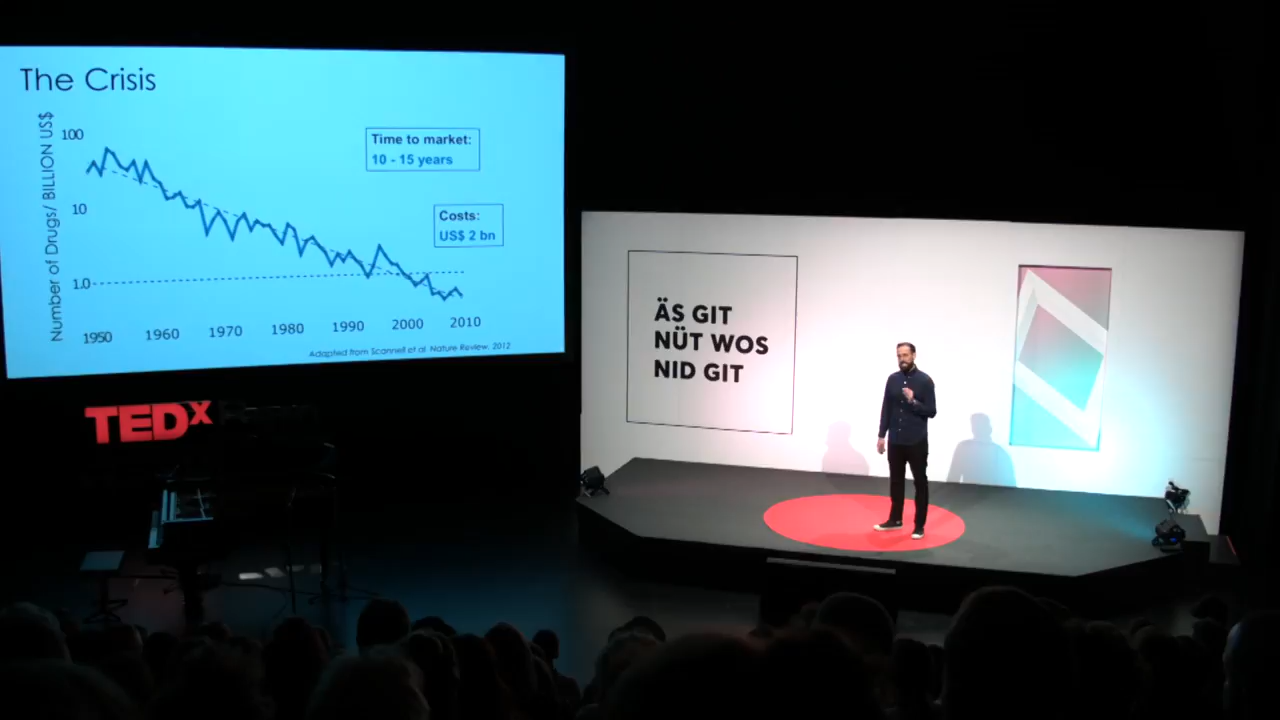 The Crisis
Number of Drugs/ BILLION US$
100
10
1.0
1950 1960 1970 1980 1990 2000 2010
Time to market:
10 - 15 years
Costs:
US$ 2 bn
Adapted from Scannell et al. Nature Review, 2012
TEDx
ÄS GIT
NÜT WOS
NID GIT